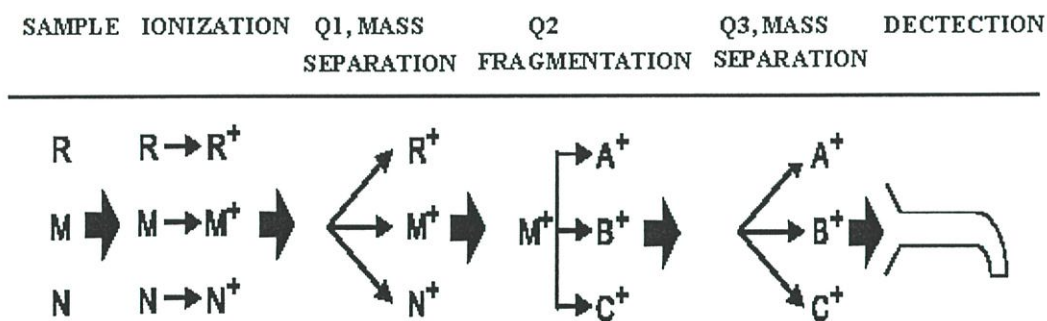 SAMPLE IONIZATION Q1, MASS Q2 Q3, MASS DECTECTION
SEPARATION FRAGMENTATION SEPARATION
R R R⁺ R⁺ A⁺ A⁺
M M M⁺ M⁺ M⁺ B⁺ B⁺
N N N⁺ N⁺ C⁺ C⁺